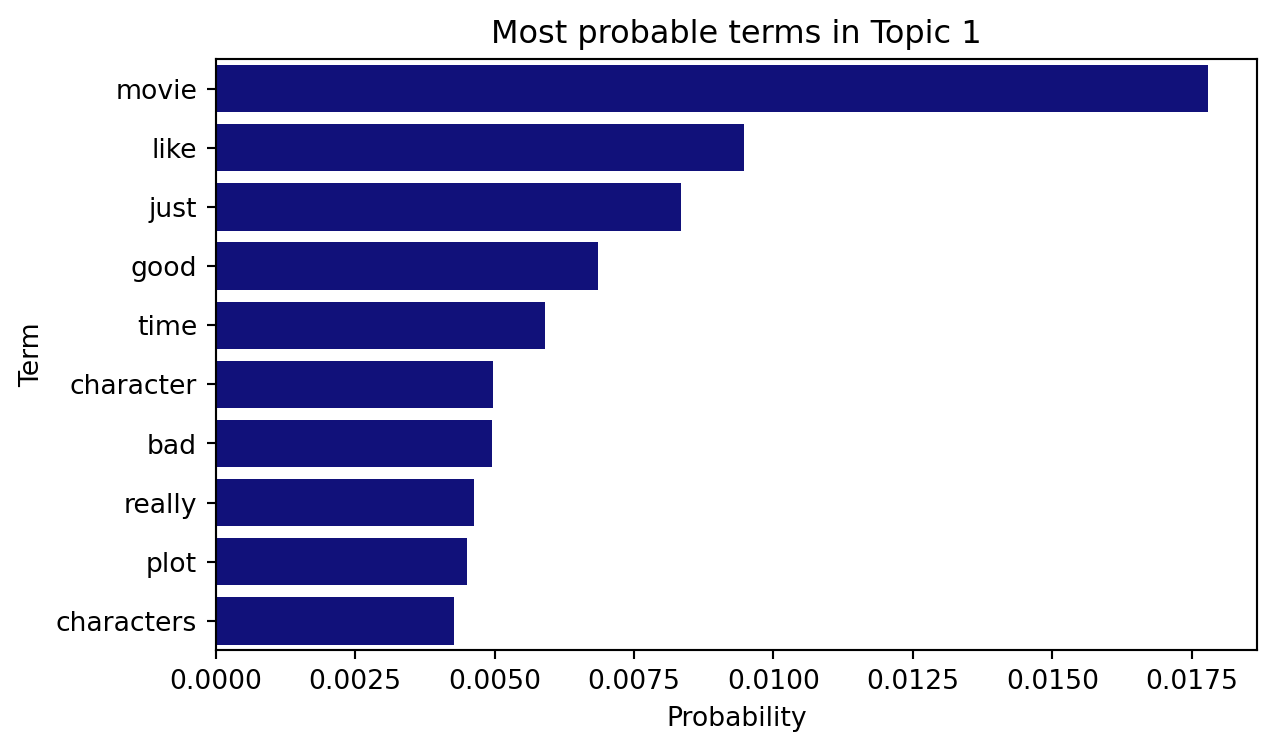 Most probable terms in Topic 1
movie
like
just
good
time
character
bad
really
plot
characters
Term
0.0000 0.0025 0.0050 0.0075 0.0100 0.0125 0.0150 0.0175
Probability